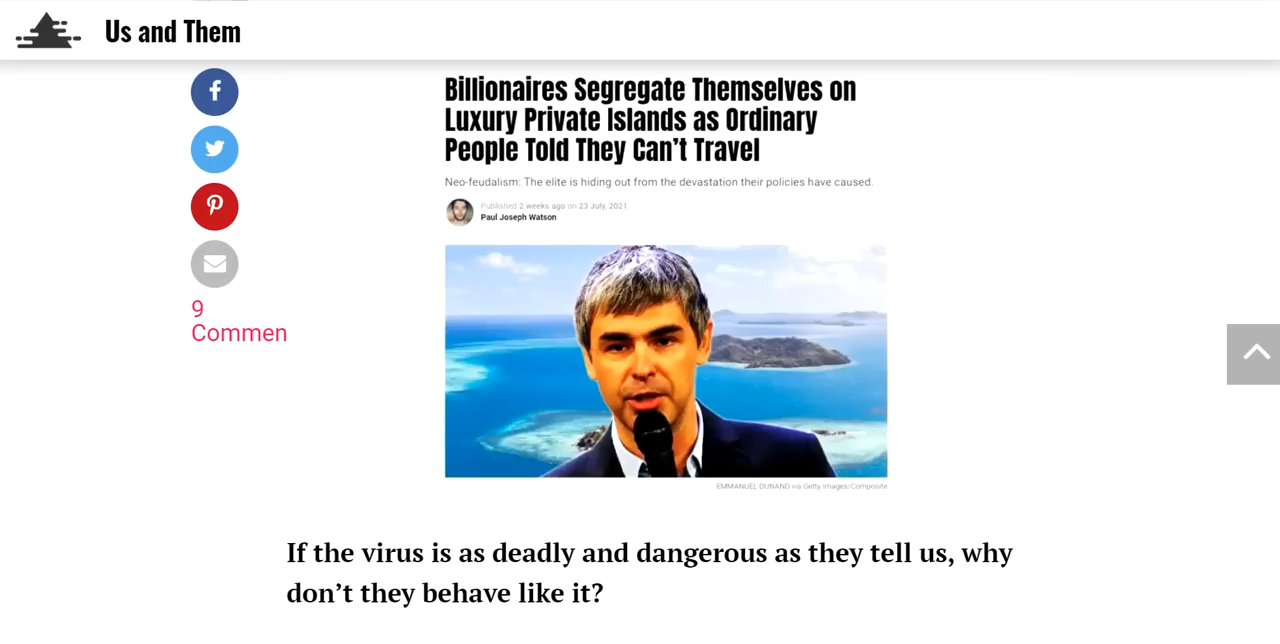 Us and Them
Billionaires Segregate Themselves on
Luxury Private Islands as Ordinary
People Told They Can't Travel
Neo-feudalism: The elite is hiding out from the devastation their policies have caused.
Published 2 weeks ago on 23 July, 2021
Paul Joseph Watson
9
Commen
EMMANUEL DUNAND via Getty Images/Composite
If the virus is as deadly and dangerous as they tell us, why
don’t they behave like it?